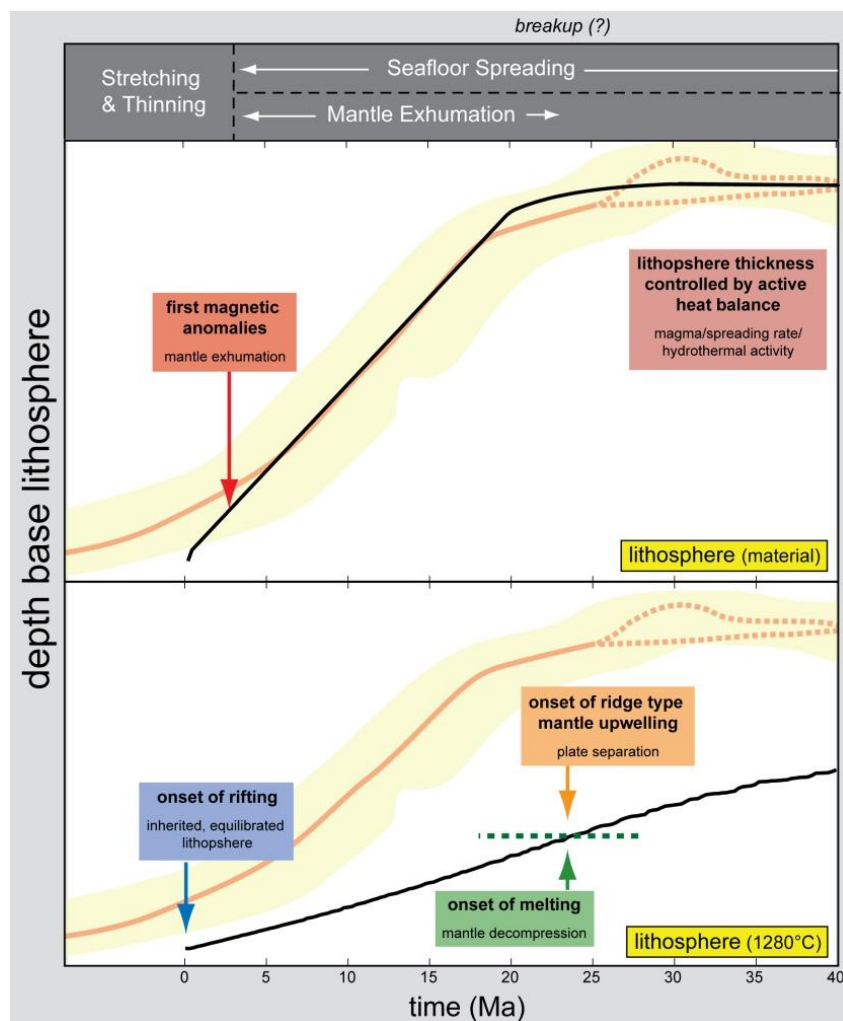 breakup (?)
Stretching
& Thinning
Seafloor Spreading
Mantle Exhumation
first magnetic
anomalies
mantle exhumation
lithopshere thickness
controlled by active
heat balance
magma/spreading rate/
hydrothermal activity
lithosphere (material)
depth base lithosphere
onset of ridge type
mantle upwelling
plate separation
onset of rifting
inherited, equilibrated
lithopshere
onset of melting
mantle decompression
lithosphere (1280°C)
0 5 10 15 20 25 30 35 40
time (Ma)